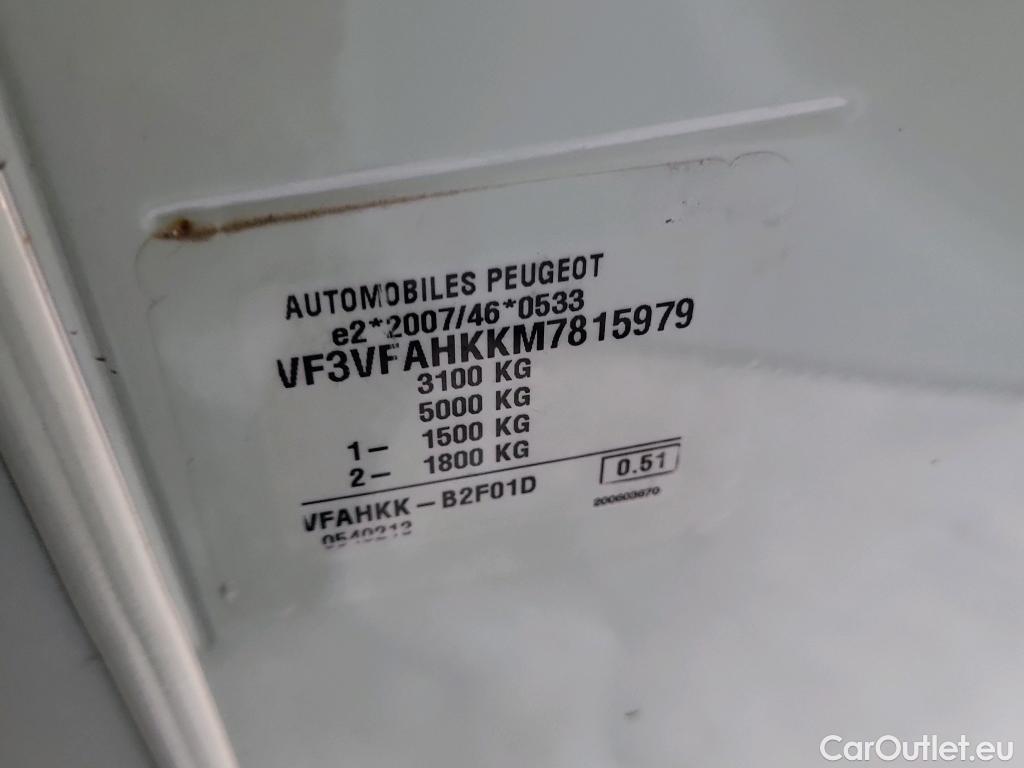 AUTOMOBILES PEUGEOT
e2*2007/46*0533
VF3VFAHKKM7815979
3100 KG
5000 KG
1- 1500 KG
2- 1800 KG
VFAHKK-B2F01D
0.51
200603670
CarOutlet.eu